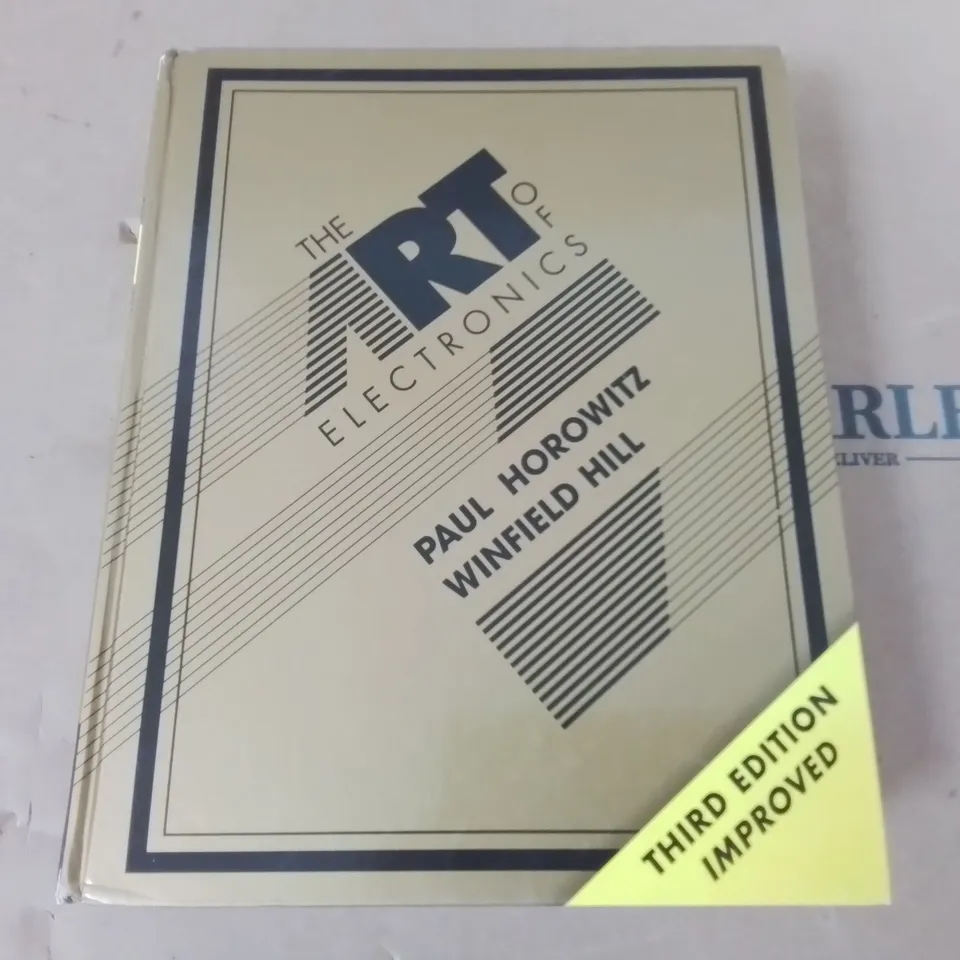 THE ART OF
ELECTRONICS
PAUL HOROWITZ
WINFIELD HILL
THIRD EDITION
IMPROVED